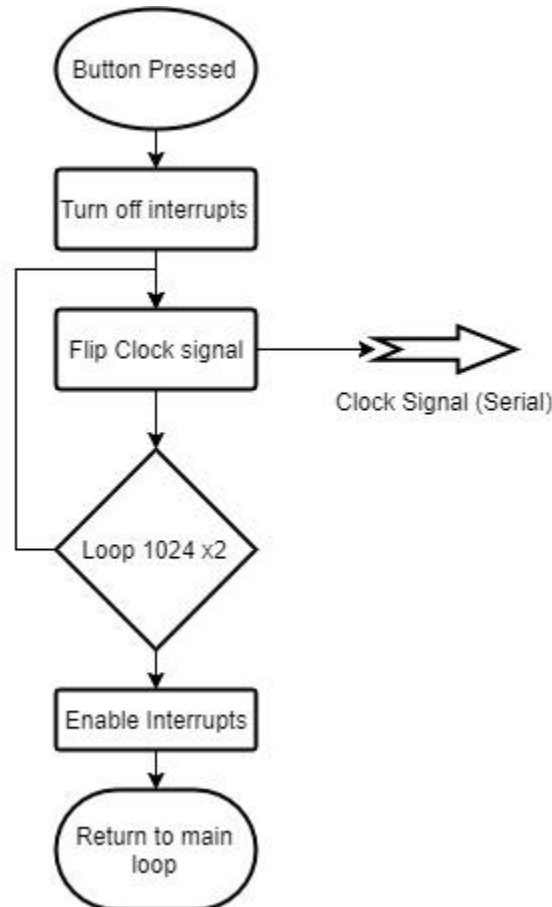 Button Pressed
Turn off interrupts
Flip Clock signal
Clock Signal (Serial)
Loop 1024 x2
Enable Interrupts
Return to main
loop